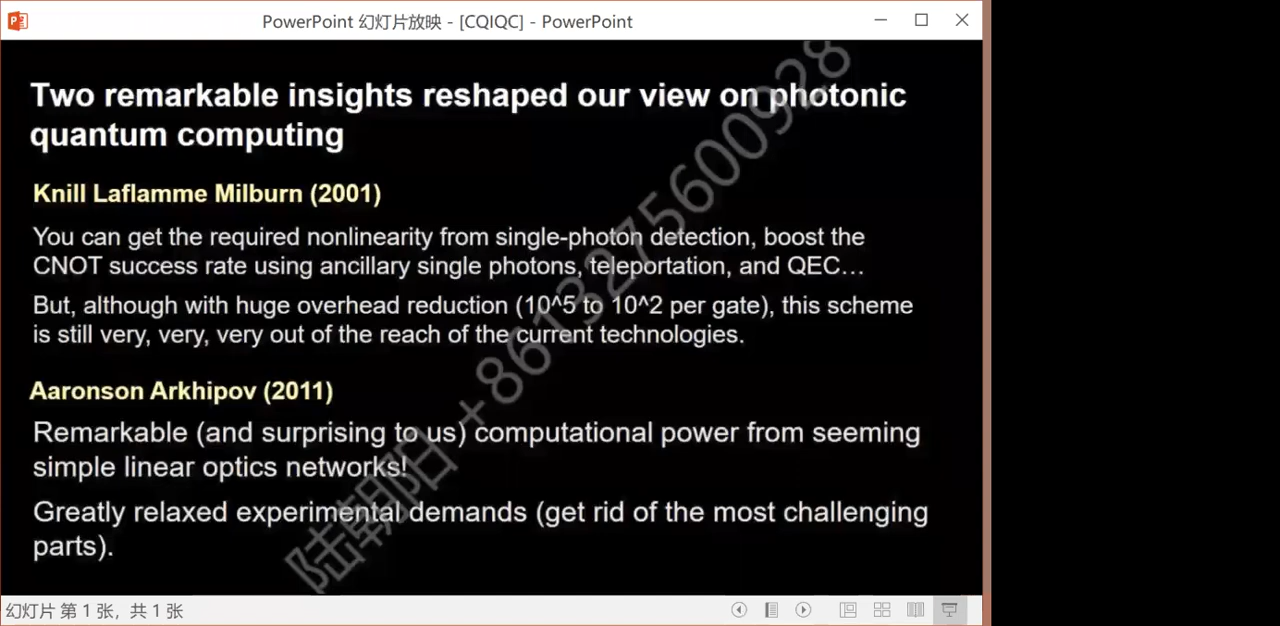 PowerPoint 幻灯片放映 - [CQIQC] - PowerPoint
Two remarkable insights reshaped our view on photonic
quantum computing
Knill Laflamme Milburn (2001)
You can get the required nonlinearity from single-photon detection, boost the
CNOT success rate using ancillary single photons, teleportation, and QEC…
But, although with huge overhead reduction (10^5 to 10^2 per gate), this scheme
is still very, very, very out of the reach of the current technologies.
Aaronson Arkhipov (2011)
Remarkable (and surprising to us) computational power from seeming
simple linear optics networks!
Greatly relaxed experimental demands (get rid of the most challenging
parts).
陆朝阳 +8613275600928
幻灯片 第 1 张，共 1 张